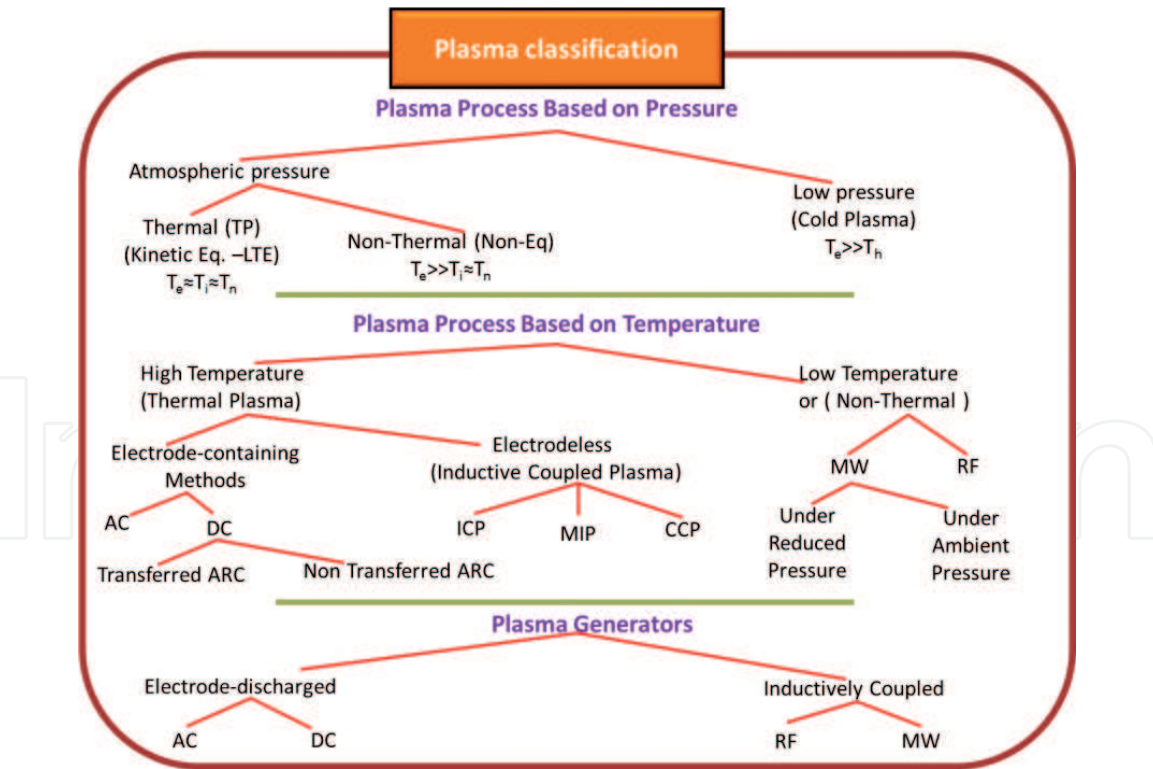 Plasma classification
Plasma Process Based on Pressure
Atmospheric pressure
Thermal (TP)
(Kinetic Eq. –LTE)
Te≈Ti≈Tn
Non-Thermal (Non-Eq)
Te>>Ti≈Tn
Low pressure
(Cold Plasma)
Te>>Th
Plasma Process Based on Temperature
High Temperature
(Thermal Plasma)
Electrode-containing
Methods
AC
DC
Transferred ARC
Non Transferred ARC
Electrodeless
(Inductive Coupled Plasma)
ICP
MIP
CCP
Low Temperature
or ( Non-Thermal )
MW
RF
Under
Reduced
Pressure
Under
Ambient
Pressure
Plasma Generators
Electrode-discharged
AC
DC
Inductively Coupled
RF
MW